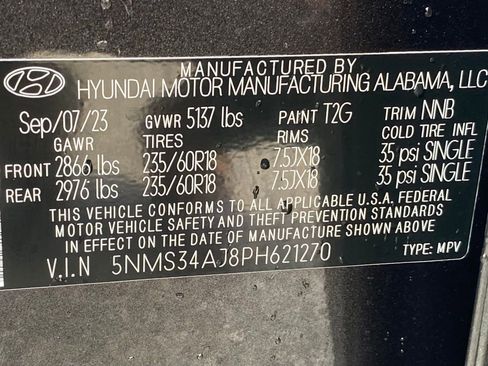 MANUFACTURED BY
HYUNDAI MOTOR MANUFACTURING ALABAMA, LLC
Sep/07/23 GVWR 5137 lbs PAINT T2G TRIM NNB
GAWR TIRES RIMS COLD TIRE INFL
FRONT 2866 lbs 235/60R18 7.5JX18 35 psi SINGLE
REAR 2976 lbs 235/60R18 7.5JX18 35 psi SINGLE
THIS VEHICLE CONFORMS TO ALL APPLICABLE U.S.A. FEDERAL
MOTOR VEHICLE SAFETY AND THEFT PREVENTION STANDARDS
IN EFFECT ON THE DATE OF MANUFACTURE SHOWN ABOVE
V.I.N 5NMS34AJ8PH621270 TYPE: MPV